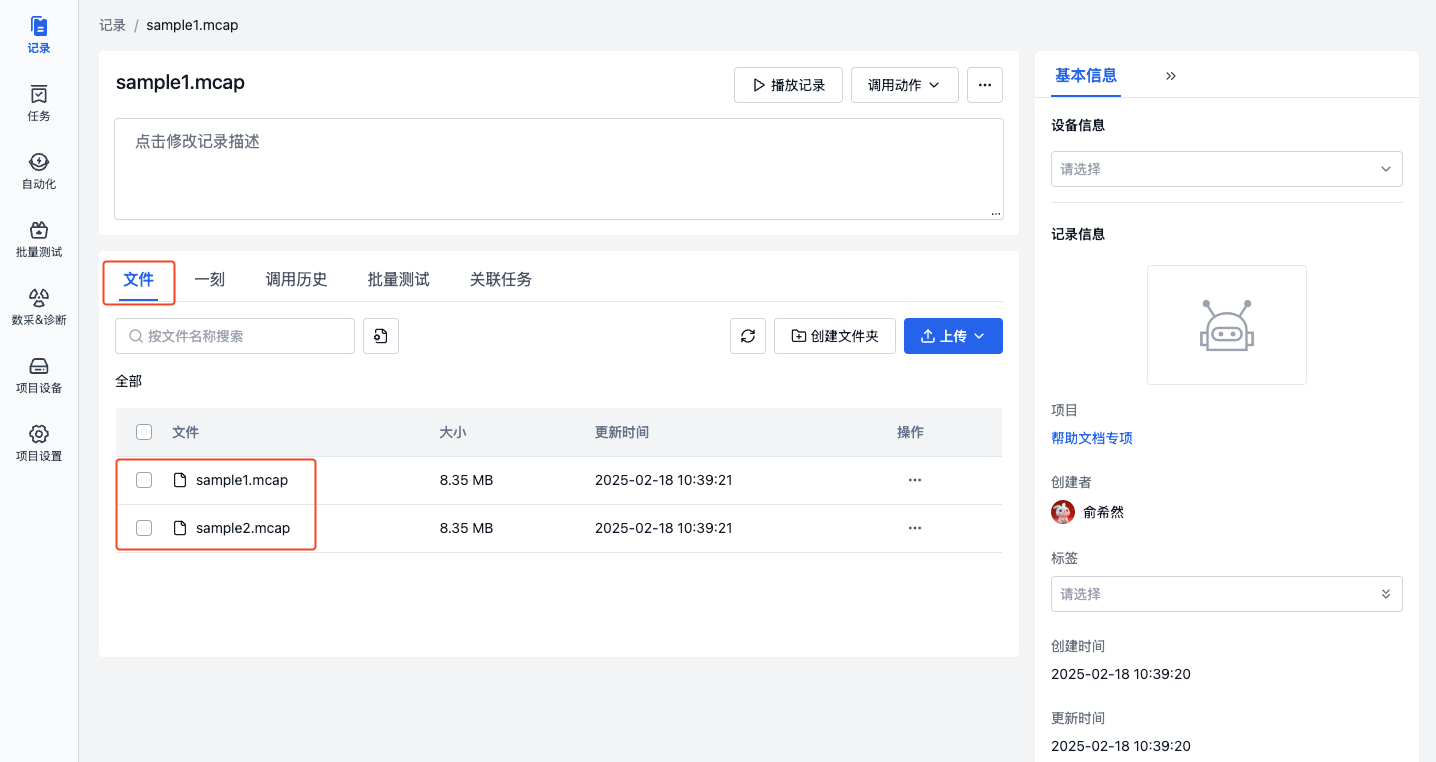 记录
任务
自动化
批量测试
数采&诊断
项目设备
项目设置
记录 / sample1.mcap
sample1.mcap
播放记录 调用动作 ···
点击修改记录描述
...
文件 一刻 调用历史 批量测试 关联任务
按文件名称搜索 创建文件夹 上传
全部
文件 大小 更新时间 操作
sample1.mcap 8.35 MB 2025-02-18 10:39:21 ···
sample2.mcap 8.35 MB 2025-02-18 10:39:21 ···
基本信息 »
设备信息
请选择
记录信息
项目
帮助文档专项
创建者
俞希然
标签
请选择
创建时间
2025-02-18 10:39:20
更新时间
2025-02-18 10:39:20